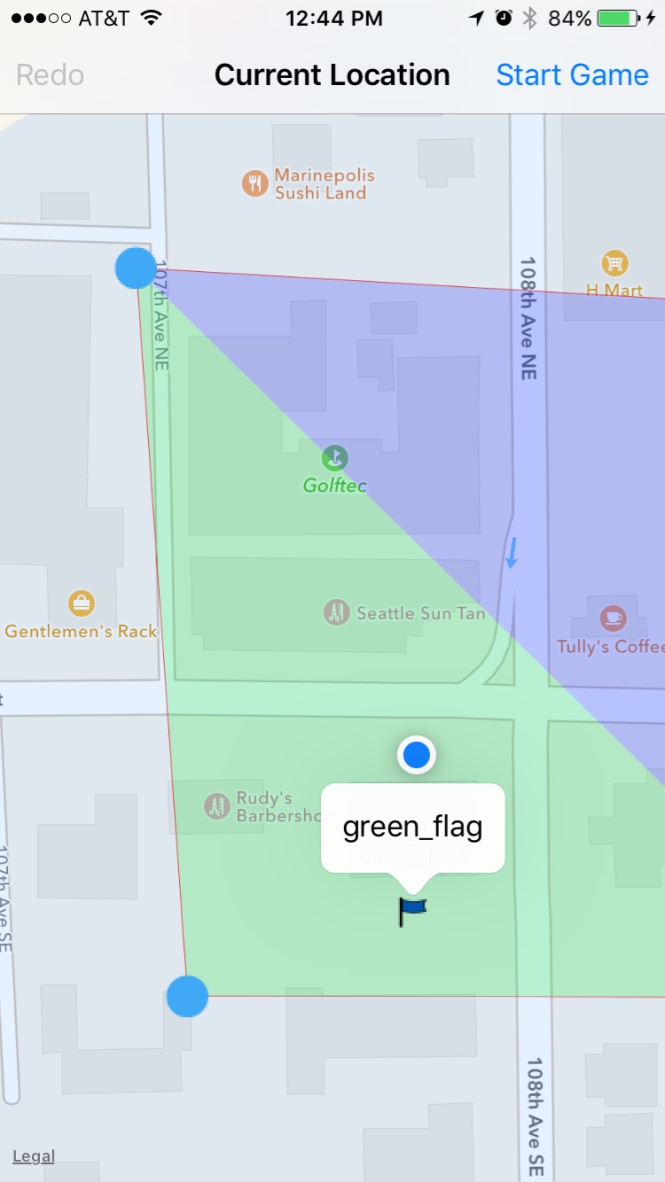 AT&T 12:44 PM 84%
Redo Current Location Start Game
Marinepolis
Sushi Land
107th Ave NE
108th Ave NE
H Mart
Golftec
Gentlemen's Rack
Seattle Sun Tan
Tully's Coffee
t
Rudy's
Barbersho
green_flag
107th Ave SE
108th Ave SE
Legal